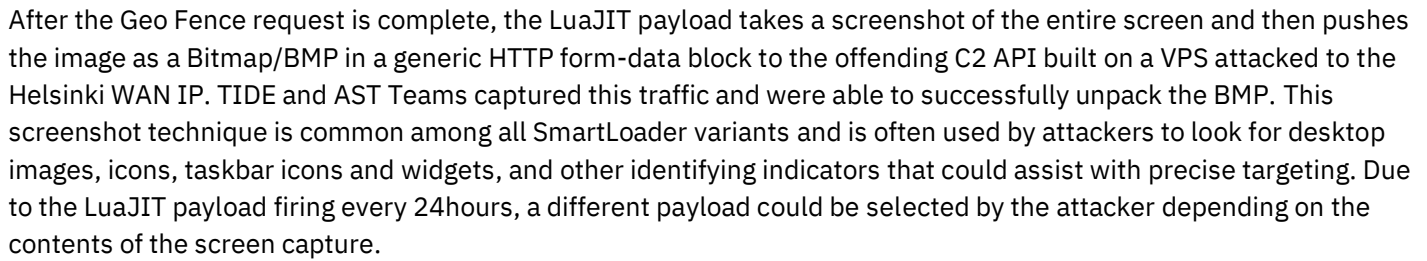 After the Geo Fence request is complete, the LuaJIT payload takes a screenshot of the entire screen and then pushes
the image as a Bitmap/BMP in a generic HTTP form-data block to the offending C2 API built on a VPS attacked to the
Helsinki WAN IP. TIDE and AST Teams captured this traffic and were able to successfully unpack the BMP. This
screenshot technique is common among all SmartLoader variants and is often used by attackers to look for desktop
images, icons, taskbar icons and widgets, and other identifying indicators that could assist with precise targeting. Due
to the LuaJIT payload firing every 24hours, a different payload could be selected by the attacker depending on the
contents of the screen capture.